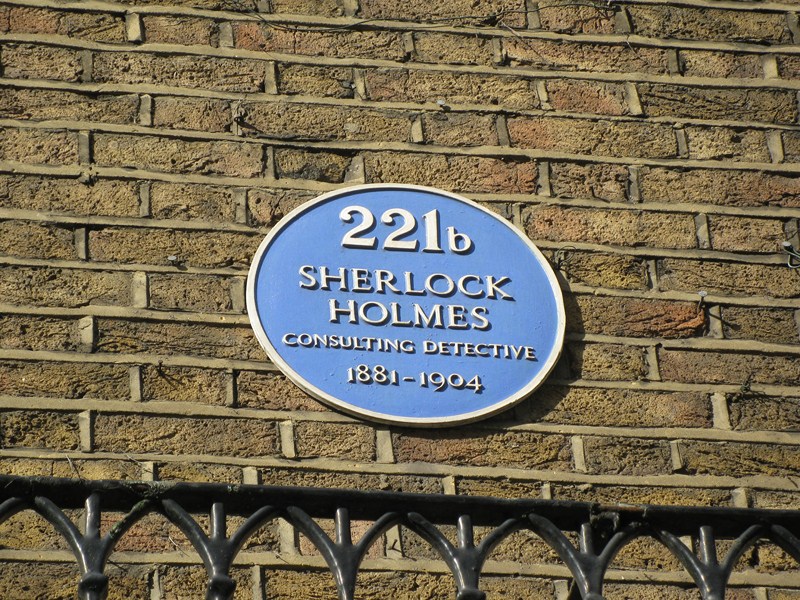 221b
SHERLOCK
HOLMES
CONSULTING DETECTIVE
1881-1904